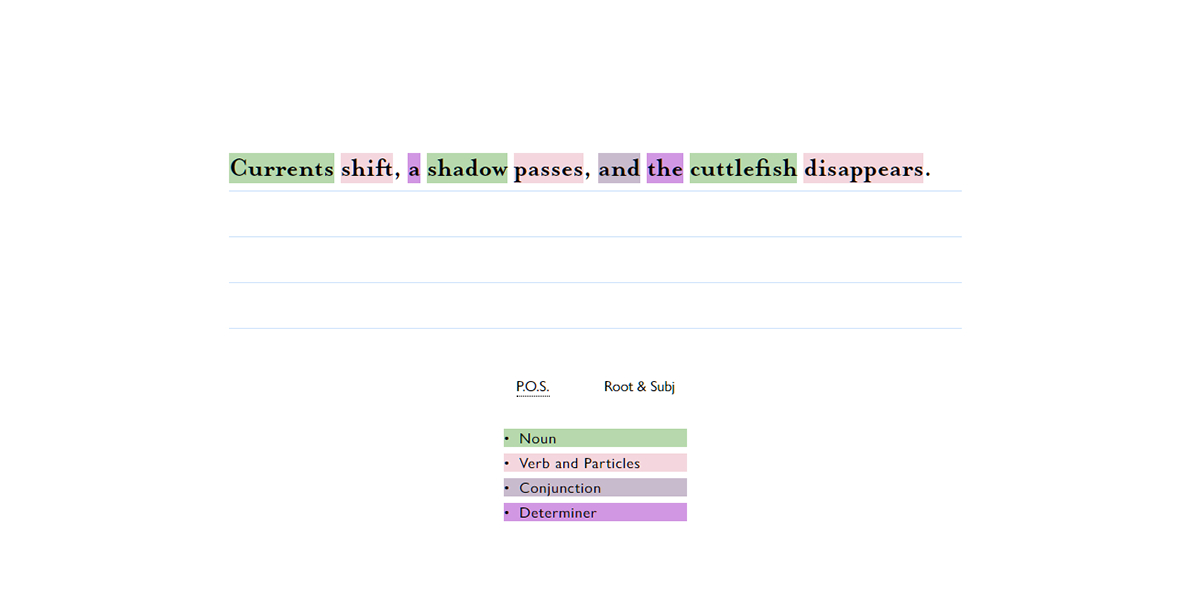 Currents shift, a shadow passes, and the cuttlefish disappears.
P.O.S. Root & Subj
• Noun
• Verb and Particles
• Conjunction
• Determiner